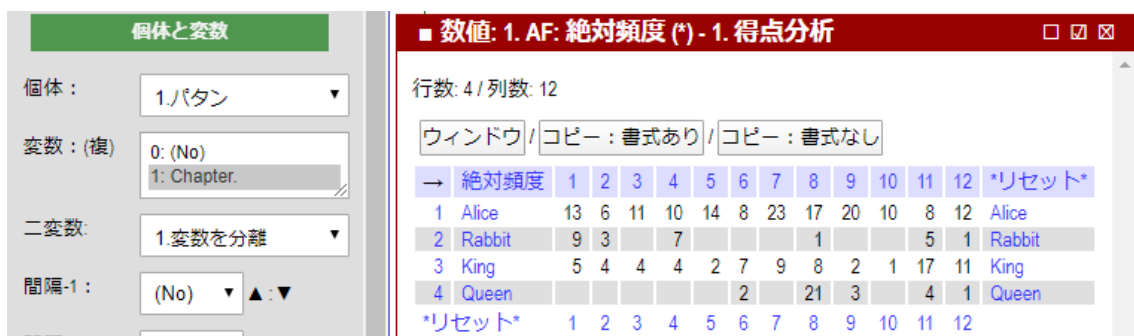 個体と変数
個体：
1.パタン
変数：(複)
0: (No)
1: Chapter.
二変数:
1.変数を分離
間隔-1：
(No) ▲:▼
■ 数値: 1. AF: 絶対頻度 (*) - 1. 得点分析
行数: 4 / 列数: 12
ウィンドウ / コピー：書式あり / コピー：書式なし
→ 絶対頻度 1 2 3 4 5 6 7 8 9 10 11 12 *リセット*
1 Alice 13 6 11 10 14 8 23 17 20 10 8 12 Alice
2 Rabbit 9 3 7 1 5 1 Rabbit
3 King 5 4 4 4 2 7 9 8 2 1 17 11 King
4 Queen 2 21 3 4 1 Queen
*リセット* 1 2 3 4 5 6 7 8 9 10 11 12